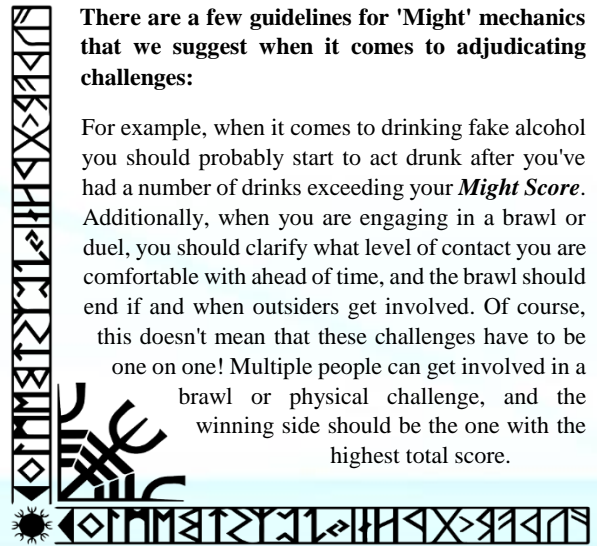 There are a few guidelines for 'Might' mechanics
that we suggest when it comes to adjudicating
challenges:
For example, when it comes to drinking fake alcohol
you should probably start to act drunk after you've
had a number of drinks exceeding your Might Score.
Additionally, when you are engaging in a brawl or
duel, you should clarify what level of contact you are
comfortable with ahead of time, and the brawl should
end if and when outsiders get involved. Of course,
this doesn't mean that these challenges have to be
one on one! Multiple people can get involved in a
brawl or physical challenge, and the
winning side should be the one with the
highest total score.